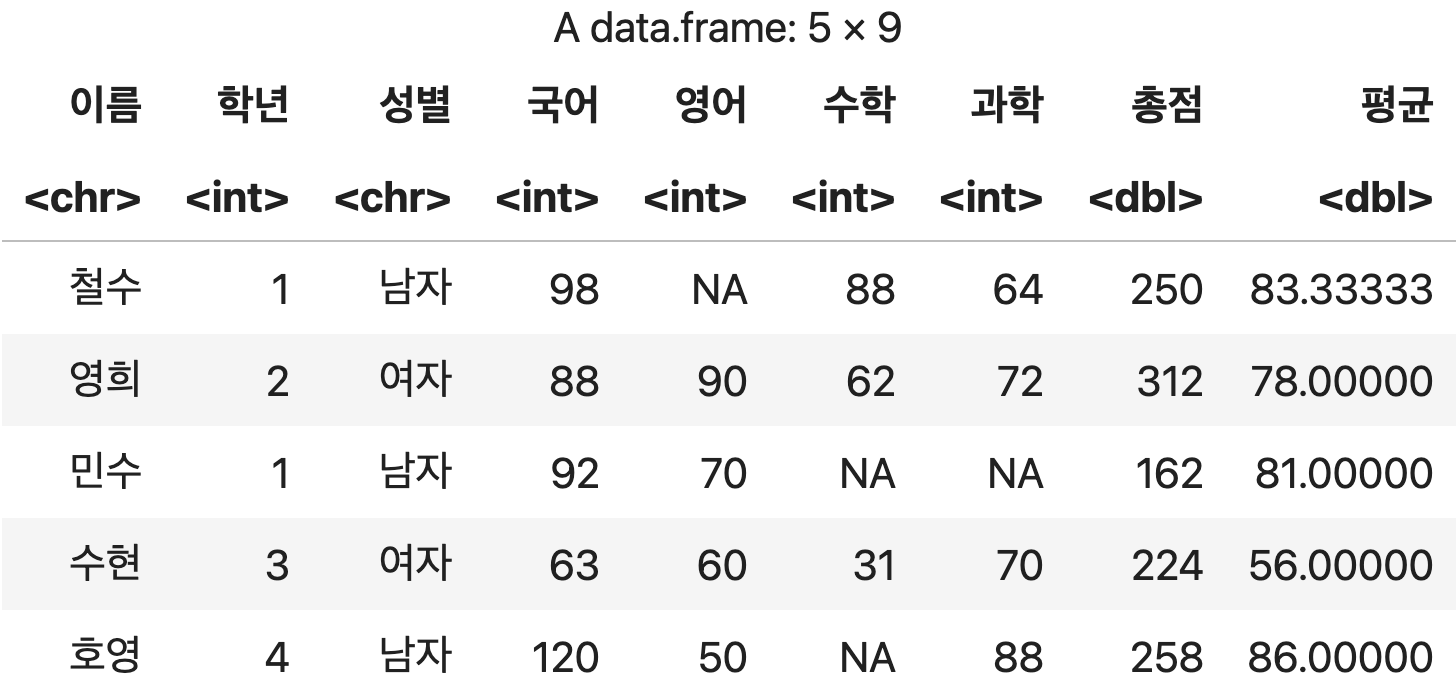 A data.frame: 5 × 9
이름 학년 성별 국어 영어 수학 과학 총점 평균
<chr> <int> <chr> <int> <int> <int> <int> <dbl> <dbl>
철수 1 남자 98 NA 88 64 250 83.33333
영희 2 여자 88 90 62 72 312 78.00000
민수 1 남자 92 70 NA NA 162 81.00000
수현 3 여자 63 60 31 70 224 56.00000
호영 4 남자 120 50 NA 88 258 86.00000